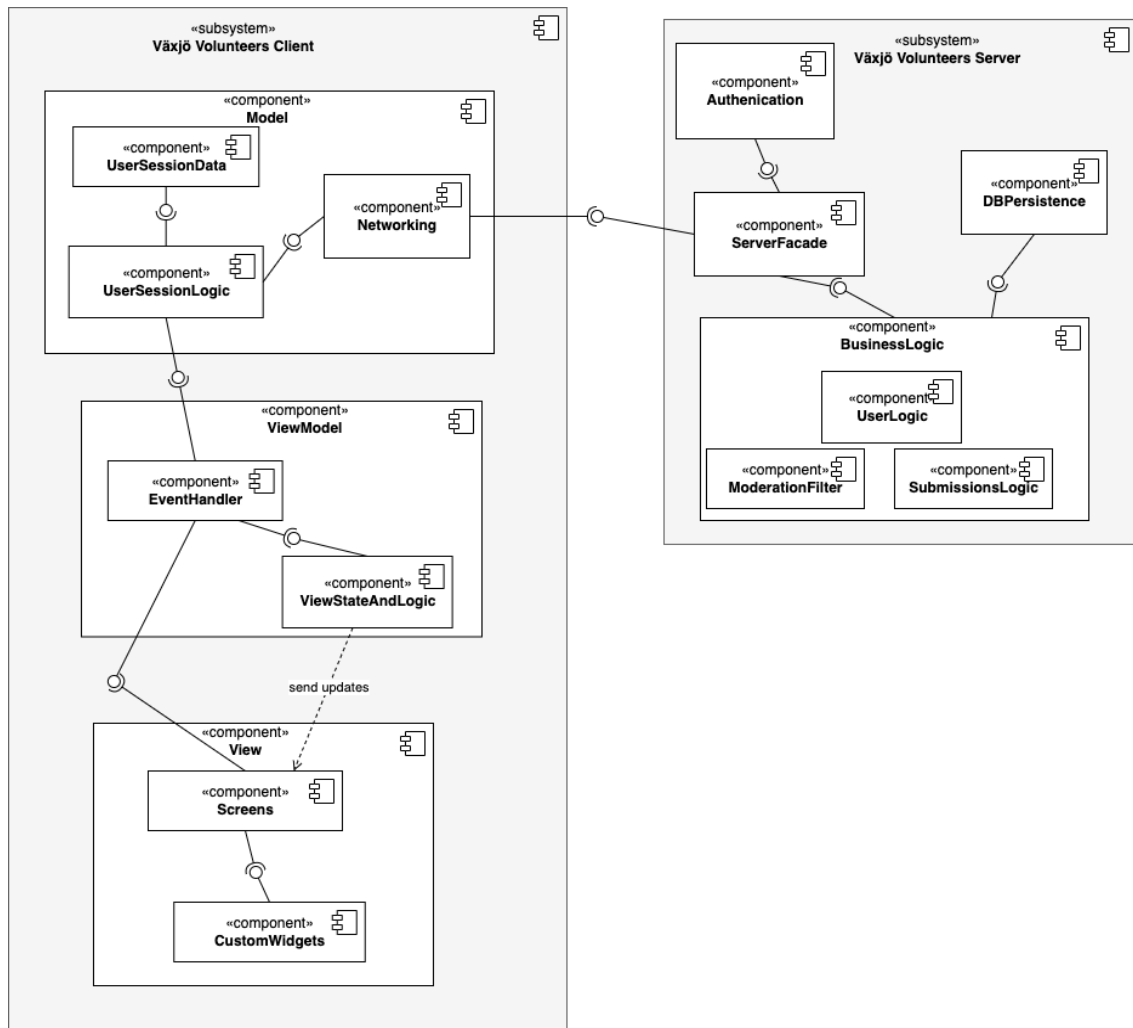 «subsystem»
Växjö Volunteers Client
«component»
Model
«component»
UserSessionData
«component»
Networking
«component»
UserSessionLogic
«component»
ViewModel
«component»
EventHandler
«component»
ViewStateAndLogic
send updates
«component»
View
«component»
Screens
«component»
CustomWidgets
«subsystem»
Växjö Volunteers Server
«component»
Authenication
«component»
DBPersistence
«component»
ServerFacade
«component»
BusinessLogic
«component»
UserLogic
«component»
ModerationFilter
«component»
SubmissionsLogic